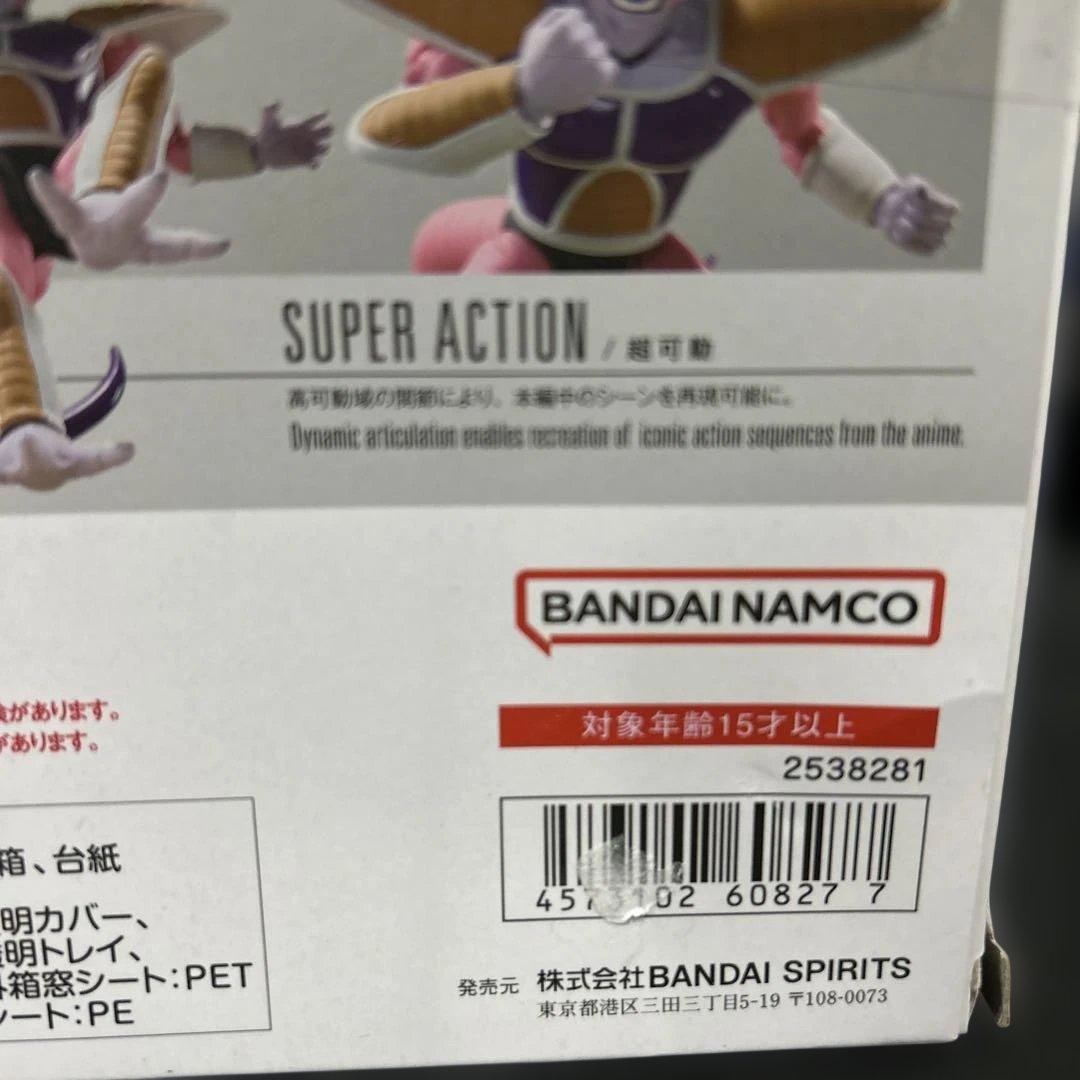 SUPER ACTION / 超可動
高可動域の関節により、本編中のシーンを再現可能に。
Dynamic articulation enables recreation of iconic action sequences from the anime.
BANDAI NAMCO
があります。
があります。
対象年齢15才以上
2538281
4573102 60827 7
箱、台紙
明カバー、
明トレイ、
箱窓シート:PET
シート:PE
発売元 株式会社BANDAI SPIRITS
東京都港区三田三丁目5-19 〒108-0073